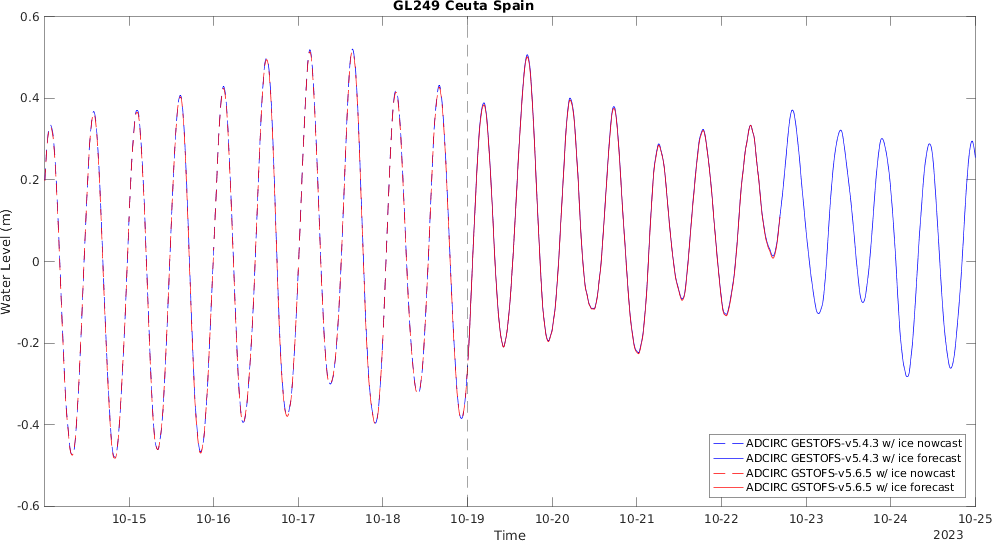 GL249 Ceuta Spain
0.6
0.4
0.2
0
-0.2
-0.4
-0.6
Water Level (m)
ADCIRC GESTOFS-v5.4.3 w/ ice nowcast
ADCIRC GESTOFS-v5.4.3 w/ ice forecast
ADCIRC GSTOFS-v5.6.5 w/ ice nowcast
ADCIRC GSTOFS-v5.6.5 w/ ice forecast
10-15 10-16 10-17 10-18 10-19 10-20 10-21 10-22 10-23 10-24 10-25
Time
2023